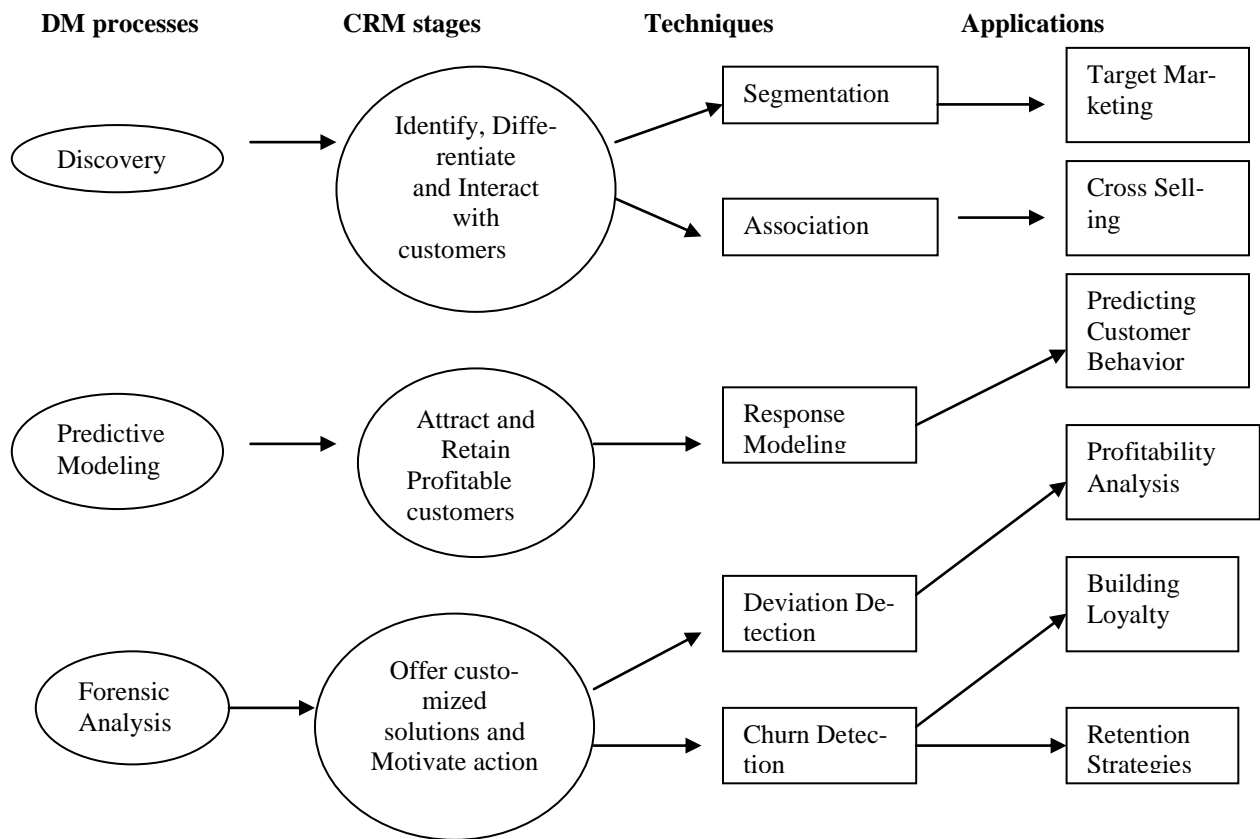 DM processes
CRM stages
Techniques
Applications
Discovery
Identify, Diffe-
rentiate
and Interact
with
customers
Segmentation
Target Mar-
keting
Association
Cross Sell-
ing
Predictive
Modeling
Attract and
Retain
Profitable
customers
Response
Modeling
Predicting
Customer
Behavior
Forensic
Analysis
Offer custo-
mized
solutions and
Motivate action
Deviation De-
tection
Profitability
Analysis
Churn Detec-
tion
Building
Loyalty
Retention
Strategies